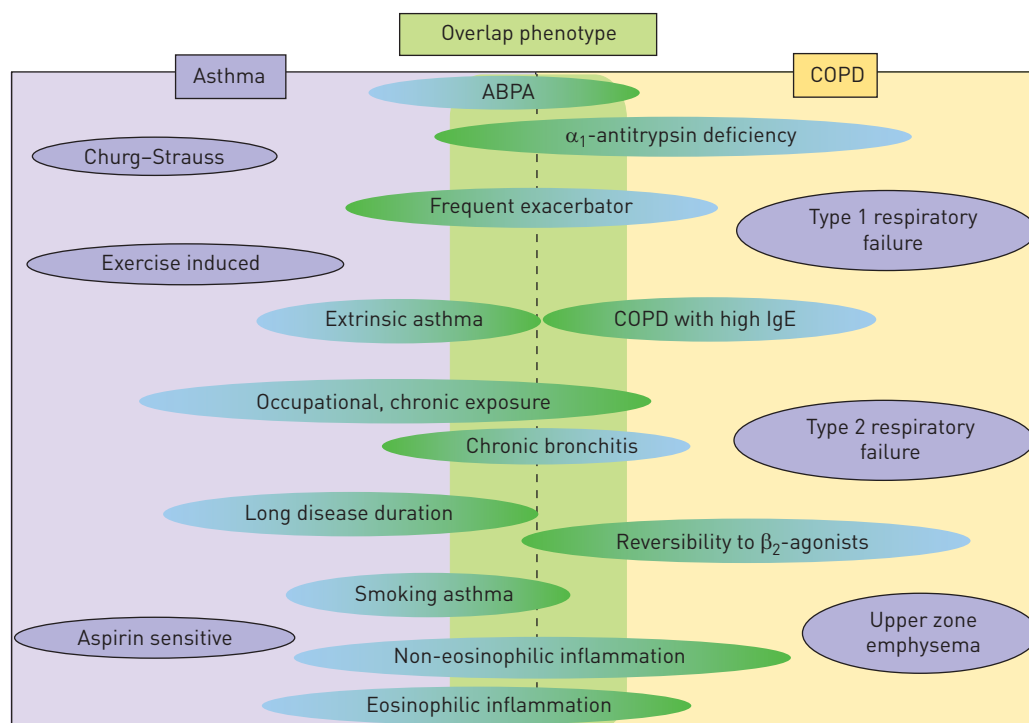 Overlap phenotype
Asthma
COPD
ABPA
α₁-antitrypsin deficiency
Churg–Strauss
Frequent exacerbator
Type 1 respiratory
failure
Exercise induced
Extrinsic asthma
COPD with high IgE
Occupational, chronic exposure
Type 2 respiratory
failure
Chronic bronchitis
Long disease duration
Reversibility to β₂-agonists
Smoking asthma
Aspirin sensitive
Upper zone
emphysema
Non-eosinophilic inflammation
Eosinophilic inflammation